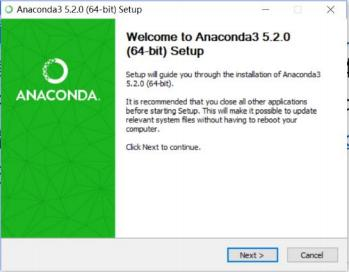 Anaconda3 5.2.0 (64-bit) Setup
Welcome to Anaconda3 5.2.0
(64-bit) Setup
Setup will guide you through the installation of Anaconda3
5.2.0 (64-bit).
It is recommended that you close all other applications
before starting Setup. This will make it possible to update
relevant system files without having to reboot your
computer.
Click Next to continue.
ANACONDA.
Next > Cancel